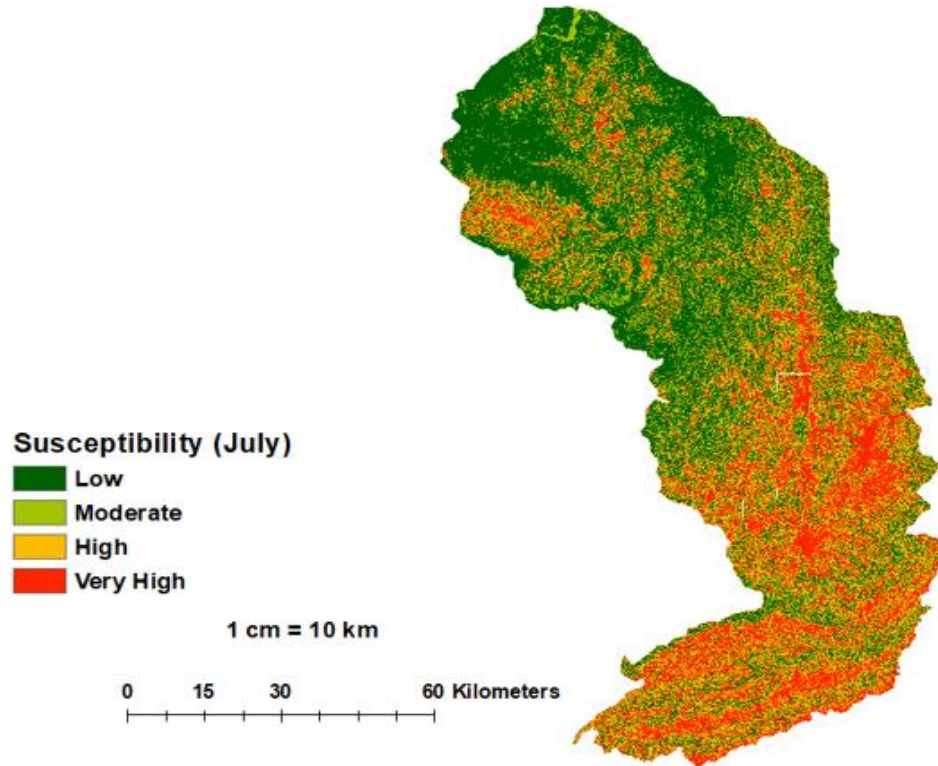 Susceptibility (July)
Low
Moderate
High
Very High
1 cm = 10 km
0 15 30 60 Kilometers